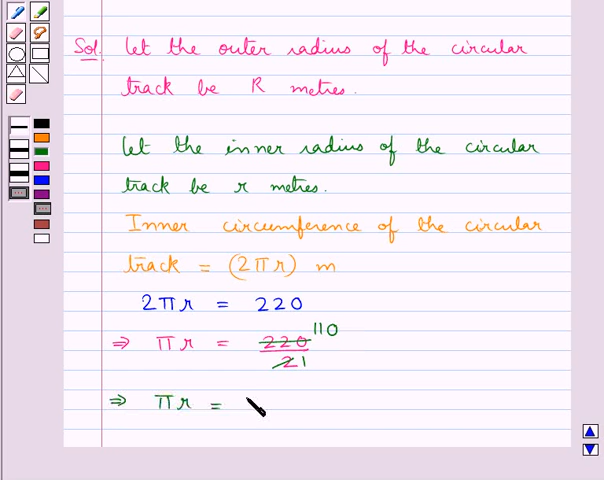 Sol. Let the outer radius of the circular
track be R metres.
Let the inner radius of the circular
track be r metres.
Inner circumference of the circular
track = (2πr) m
2πr = 220
⇒ πr = 220/2 110 1
⇒ πr =